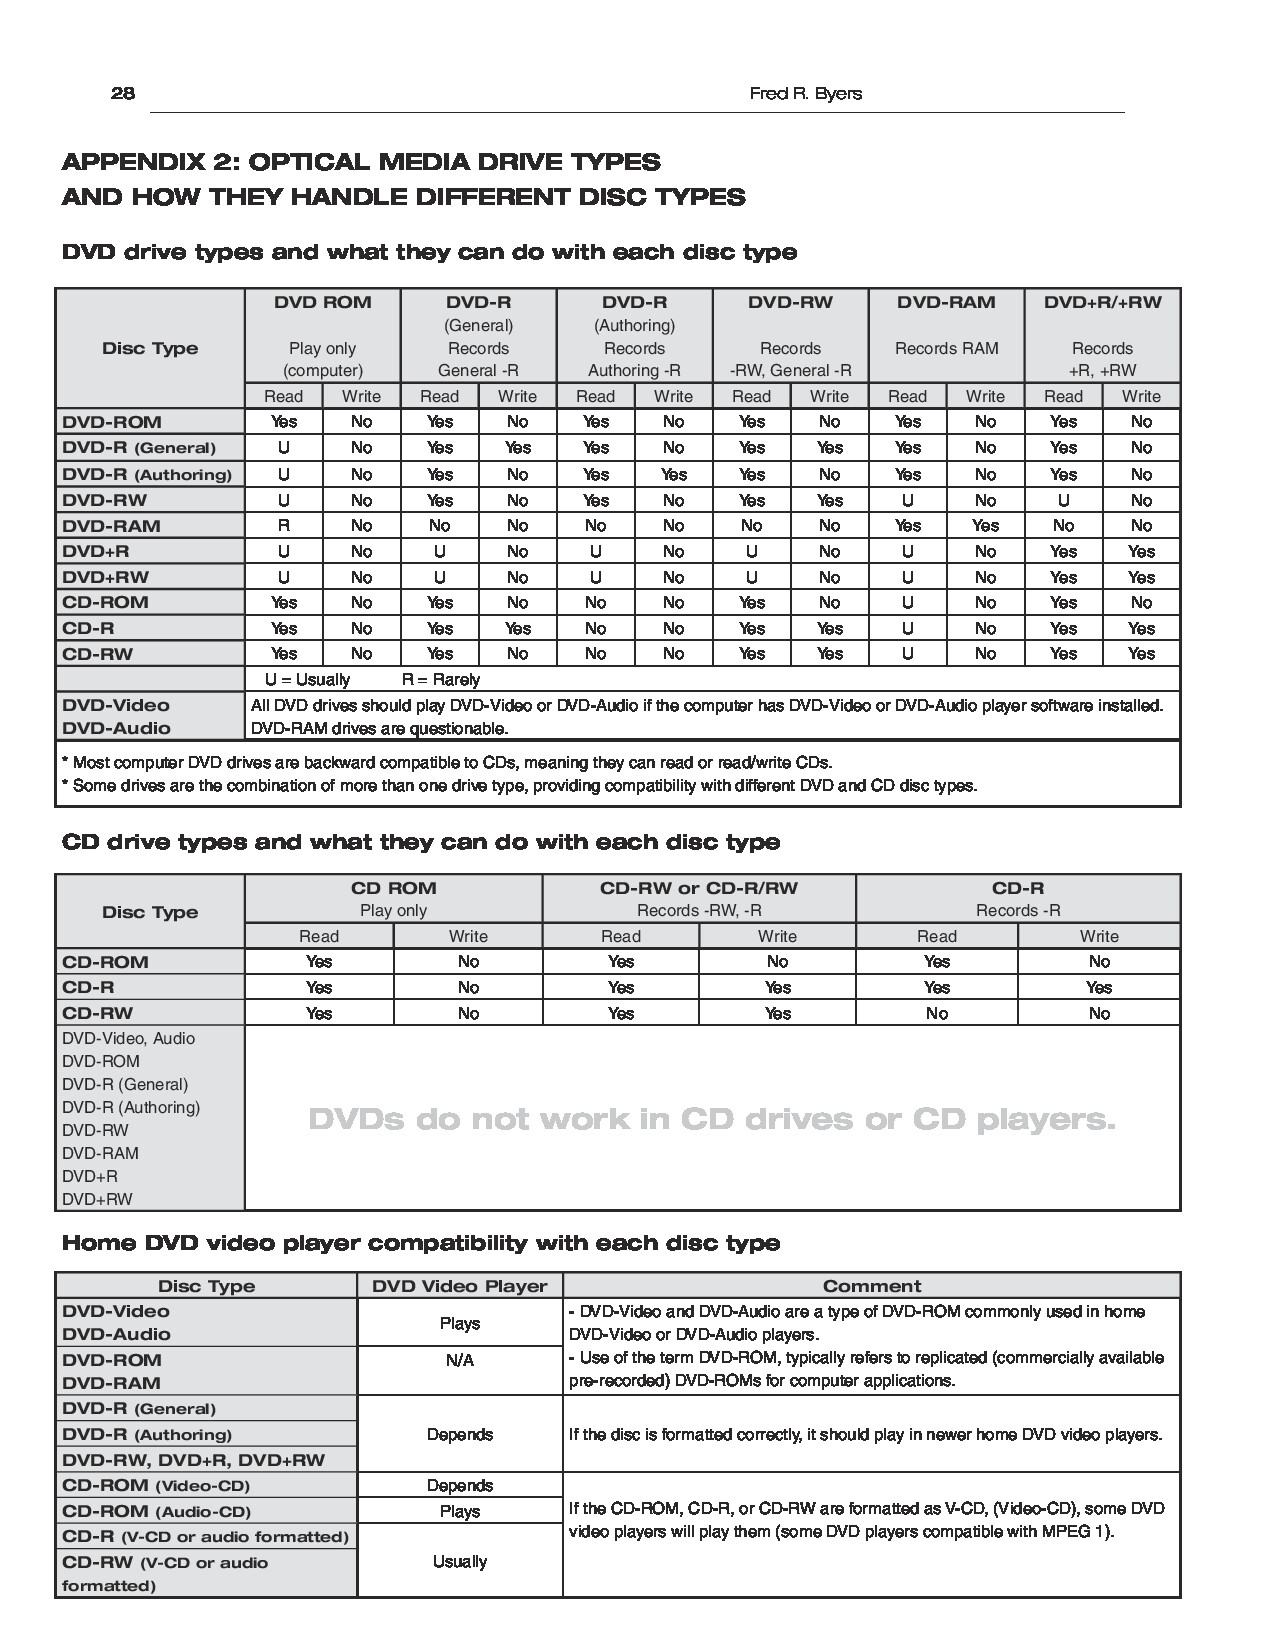 28 Fred R. Byers
APPENDIX 2: OPTICAL MEDIA DRIVE TYPES
AND HOW THEY HANDLE DIFFERENT DISC TYPES
DVD drive types and what they can do with each disc type
DVD ROM DVD-R DVD-R DVD-RW DVD-RAM DVD+R/+RW
(General) (Authoring)
Disc Type Play only Records Records Records Records RAM Records
(computer) General -R Authoring -R -RW, General -R +R, +RW
Read Write Read Write Read Write Read Write Read Write Read Write
DVD-ROM Yes No Yes No Yes No Yes No Yes No Yes No
DVD-R (General) U No Yes Yes Yes No Yes Yes Yes No Yes No
DVD-R (Authoring) U No Yes No Yes Yes Yes No Yes No Yes No
DVD-RW U No Yes No Yes No Yes Yes U No U No
DVD-RAM R No No No No No No No Yes Yes No No
DVD+R U No U No U No U No U No Yes Yes
DVD+RW U No U No U No U No U No Yes Yes
CD-ROM Yes No Yes No No No Yes No U No Yes No
CD-R Yes No Yes Yes No No Yes Yes U No Yes Yes
CD-RW Yes No Yes No No No Yes Yes U No Yes Yes
U = Usually R = Rarely
DVD-Video All DVD drives should play DVD-Video or DVD-Audio if the computer has DVD-Video or DVD-Audio player software installed.
DVD-Audio DVD-RAM drives are questionable.
* Most computer DVD drives are backward compatible to CDs, meaning they can read or read/write CDs.
* Some drives are the combination of more than one drive type, providing compatibility with different DVD and CD disc types.
CD drive types and what they can do with each disc type
CD ROM CD-RW or CD-R/RW CD-R
Disc Type Play only Records -RW, -R Records -R
Read Write Read Write Read Write
CD-ROM Yes No Yes No Yes No
CD-R Yes No Yes Yes Yes Yes
CD-RW Yes No Yes Yes No No
DVD-Video, Audio
DVD-ROM
DVD-R (General)
DVD-R (Authoring)
DVD-RW
DVD-RAM
DVD+R
DVD+RW
DVDs do not work in CD drives or CD players.
Home DVD video player compatibility with each disc type
Disc Type DVD Video Player Comment
DVD-Video
DVD-Audio
Plays
- DVD-Video and DVD-Audio are a type of DVD-ROM commonly used in home
DVD-Video or DVD-Audio players.
DVD-ROM N/A - Use of the term DVD-ROM, typically refers to replicated (commercially available
DVD-RAM pre-recorded) DVD-ROMs for computer applications.
DVD-R (General)
DVD-R (Authoring) Depends If the disc is formatted correctly, it should play in newer home DVD video players.
DVD-RW, DVD+R, DVD+RW
CD-ROM (Video-CD) Depends
CD-ROM (Audio-CD) Plays If the CD-ROM, CD-R, or CD-RW are formatted as V-CD, (Video-CD), some DVD
CD-R (V-CD or audio formatted) video players will play them (some DVD players compatible with MPEG 1).
CD-RW (V-CD or audio Usually
formatted)